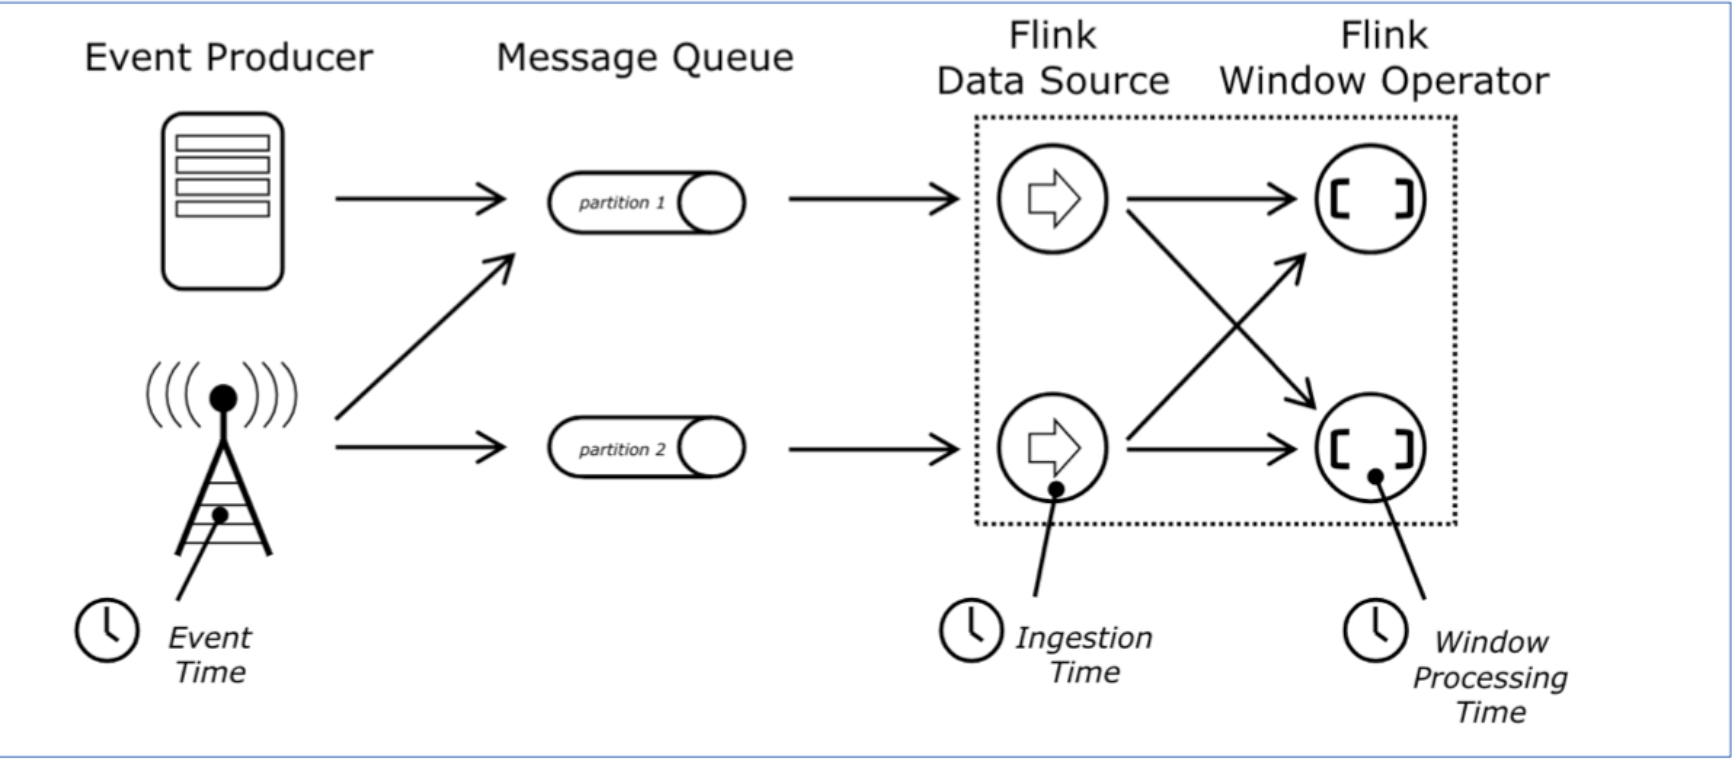 Event Producer
Message Queue
Flink
Data Source
Flink
Window Operator
partition 1
partition 2
Event
Time
Ingestion
Time
Window
Processing
Time